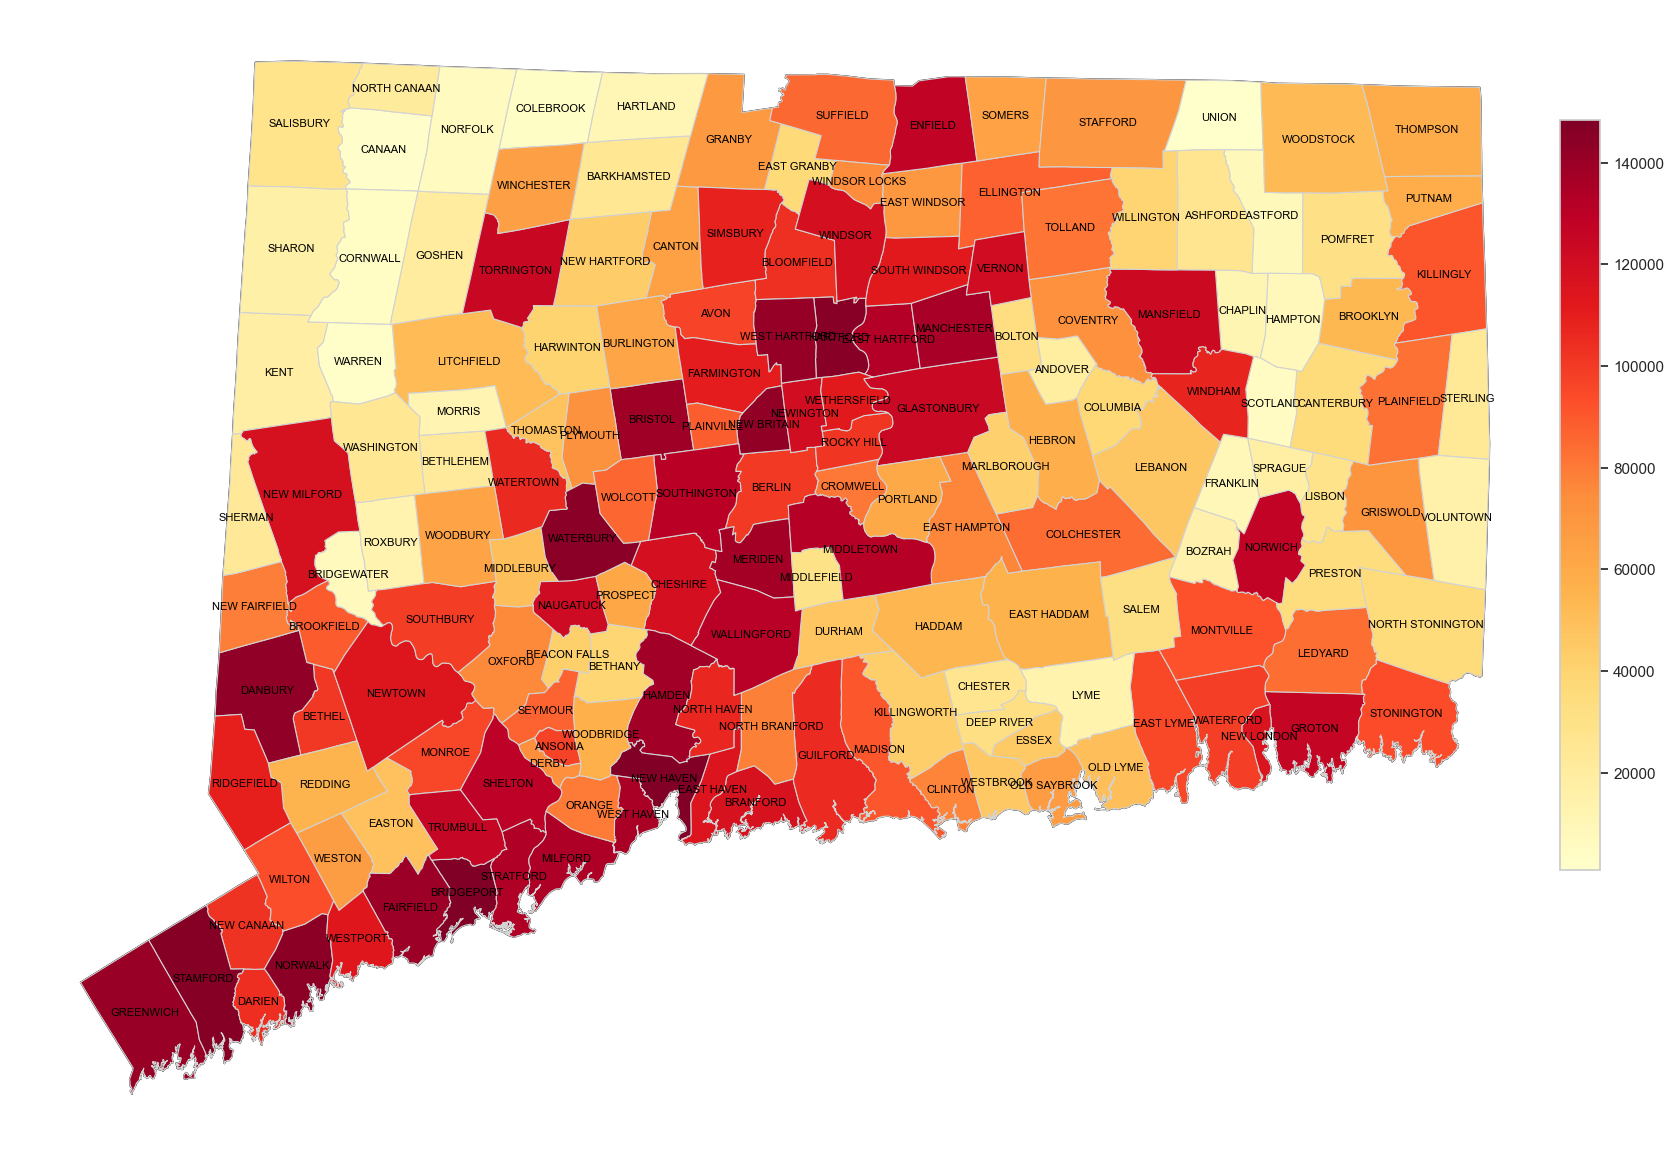 NORTH CANAAN
COLEBROOK
HARTLAND
SALISBURY
NORFOLK
CANAAN
GRANBY
SUFFIELD
ENFIELD
SOMERS
STAFFORD
UNION
WOODSTOCK
THOMPSON
140000
WINCHESTER
BARKHAMSTED
EAST GRANBY
WINDSOR LOCKS
EAST WINDSOR
ELLINGTON
TOLLAND
WILLINGTON
ASHFORD
EASTFORD
PUTNAM
POMFRET
SHARON
CORNWALL
GOSHEN
TORRINGTON
NEW HARTFORD
CANTON
SIMSBURY
BLOOMFIELD
WINDSOR
SOUTH WINDSOR
VERNON
KILLINGLY
120000
AVON
WEST HARTFORD
HARTFORD
EAST HARTFORD
MANCHESTER
BOLTON
COVENTRY
MANSFIELD
CHAPLIN
HAMPTON
BROOKLYN
KENT
WARREN
LITCHFIELD
HARWINTON
BURLINGTON
FARMINGTON
ANDOVER
100000
MORRIS
BRISTOL
PLAINVILLE
NEW BRITAIN
NEWINGTON
WETHERSFIELD
GLASTONBURY
COLUMBIA
WINDHAM
SCOTLAND
CANTERBURY
PLAINFIELD
STERLING
WASHINGTON
BETHLEHEM
THOMASTON
PLYMOUTH
ROCKY HILL
HEBRON
MARLBOROUGH
LEBANON
FRANKLIN
SPRAGUE
80000
NEW MILFORD
WATERTOWN
WOLCOTT
SOUTHINGTON
BERLIN
CROMWELL
PORTLAND
LISBON
GRISWOLD
VOLUNTOWN
SHERMAN
ROXBURY
WOODBURY
WATERBURY
EAST HAMPTON
COLCHESTER
BOZRAH
NORWICH
BRIDGEWATER
MIDDLEBURY
CHESHIRE
MERIDEN
MIDDLETOWN
MIDDLEFIELD
PRESTON
60000
NEW FAIRFIELD
BROOKFIELD
SOUTHBURY
NAUGATUCK
PROSPECT
WALLINGFORD
DURHAM
HADDAM
EAST HADDAM
SALEM
MONTVILLE
NORTH STONINGTON
LEDYARD
OXFORD
BEACON FALLS
BETHANY
DANBURY
NEWTOWN
HAMDEN
40000
BETHEL
SEYMOUR
NORTH HAVEN
NORTH BRANFORD
KILLINGWORTH
CHESTER
LYME
DEEP RIVER
EAST LYME
WATERFORD
NEW LONDON
GROTON
STONINGTON
MONROE
ANSONIA
WOODBRIDGE
DERBY
GUILFORD
MADISON
ESSEX
OLD LYME
20000
RIDGEFIELD
REDDING
SHELTON
NEW HAVEN
EAST HAVEN
CLINTON
WESTBROOK
OLD SAYBROOK
ORANGE
WEST HAVEN
BRANFORD
EASTON
TRUMBULL
WESTON
MILFORD
WILTON
STRATFORD
BRIDGEPORT
FAIRFIELD
NEW CANAAN
WESTPORT
NORWALK
STAMFORD
DARIEN
GREENWICH